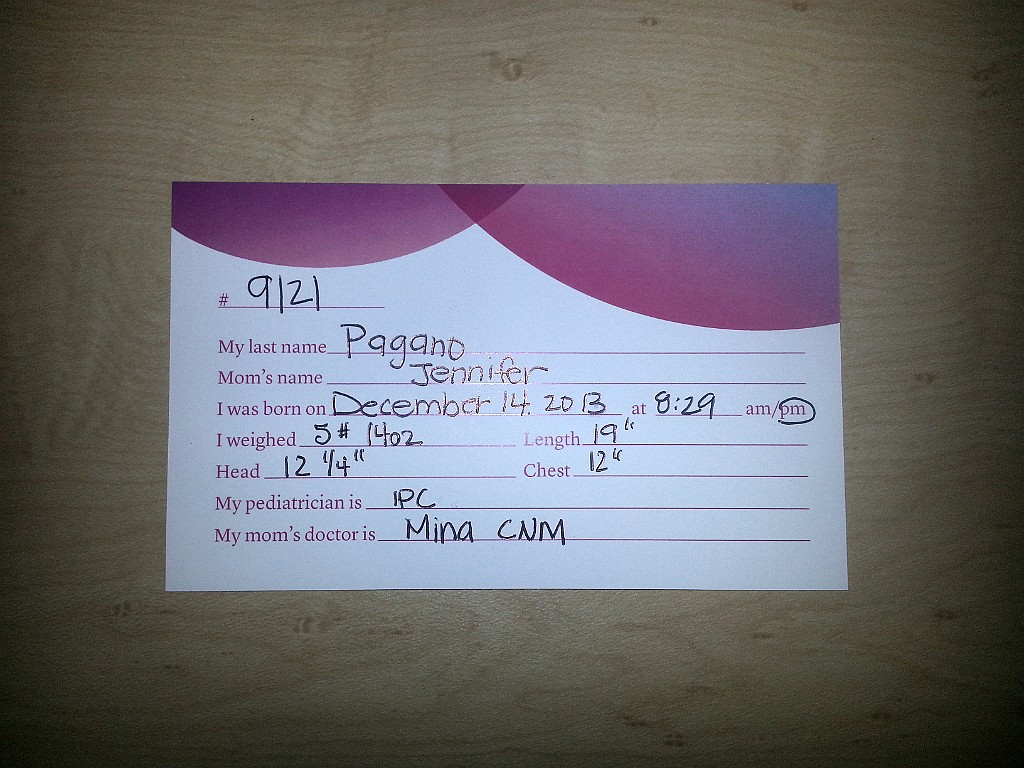 # 9121
My last name Pagano
Mom's name Jennifer
I was born on December 14. 2013 at 8:29 am/pm
I weighed 5# 14oz Length 19"
Head 12 1/4" Chest 12"
My pediatrician is IPC
My mom's doctor is Mina CNM